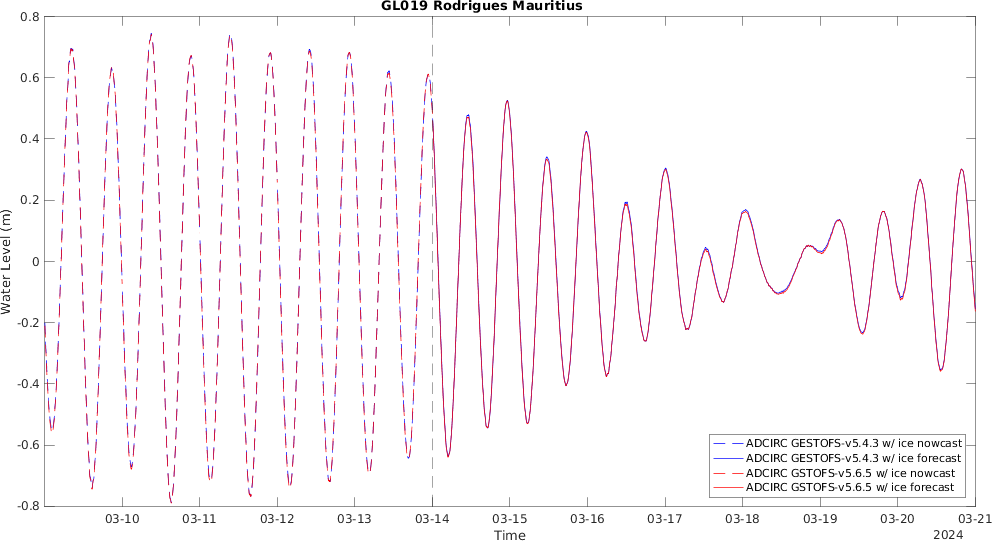 GL019 Rodrigues Mauritius
0.8
0.6
0.4
0.2
0
-0.2
-0.4
-0.6
-0.8
Water Level (m)
ADCIRC GESTOFS-v5.4.3 w/ ice nowcast
ADCIRC GESTOFS-v5.4.3 w/ ice forecast
ADCIRC GSTOFS-v5.6.5 w/ ice nowcast
ADCIRC GSTOFS-v5.6.5 w/ ice forecast
03-10 03-11 03-12 03-13 03-14 03-15 03-16 03-17 03-18 03-19 03-20 03-21
Time
2024